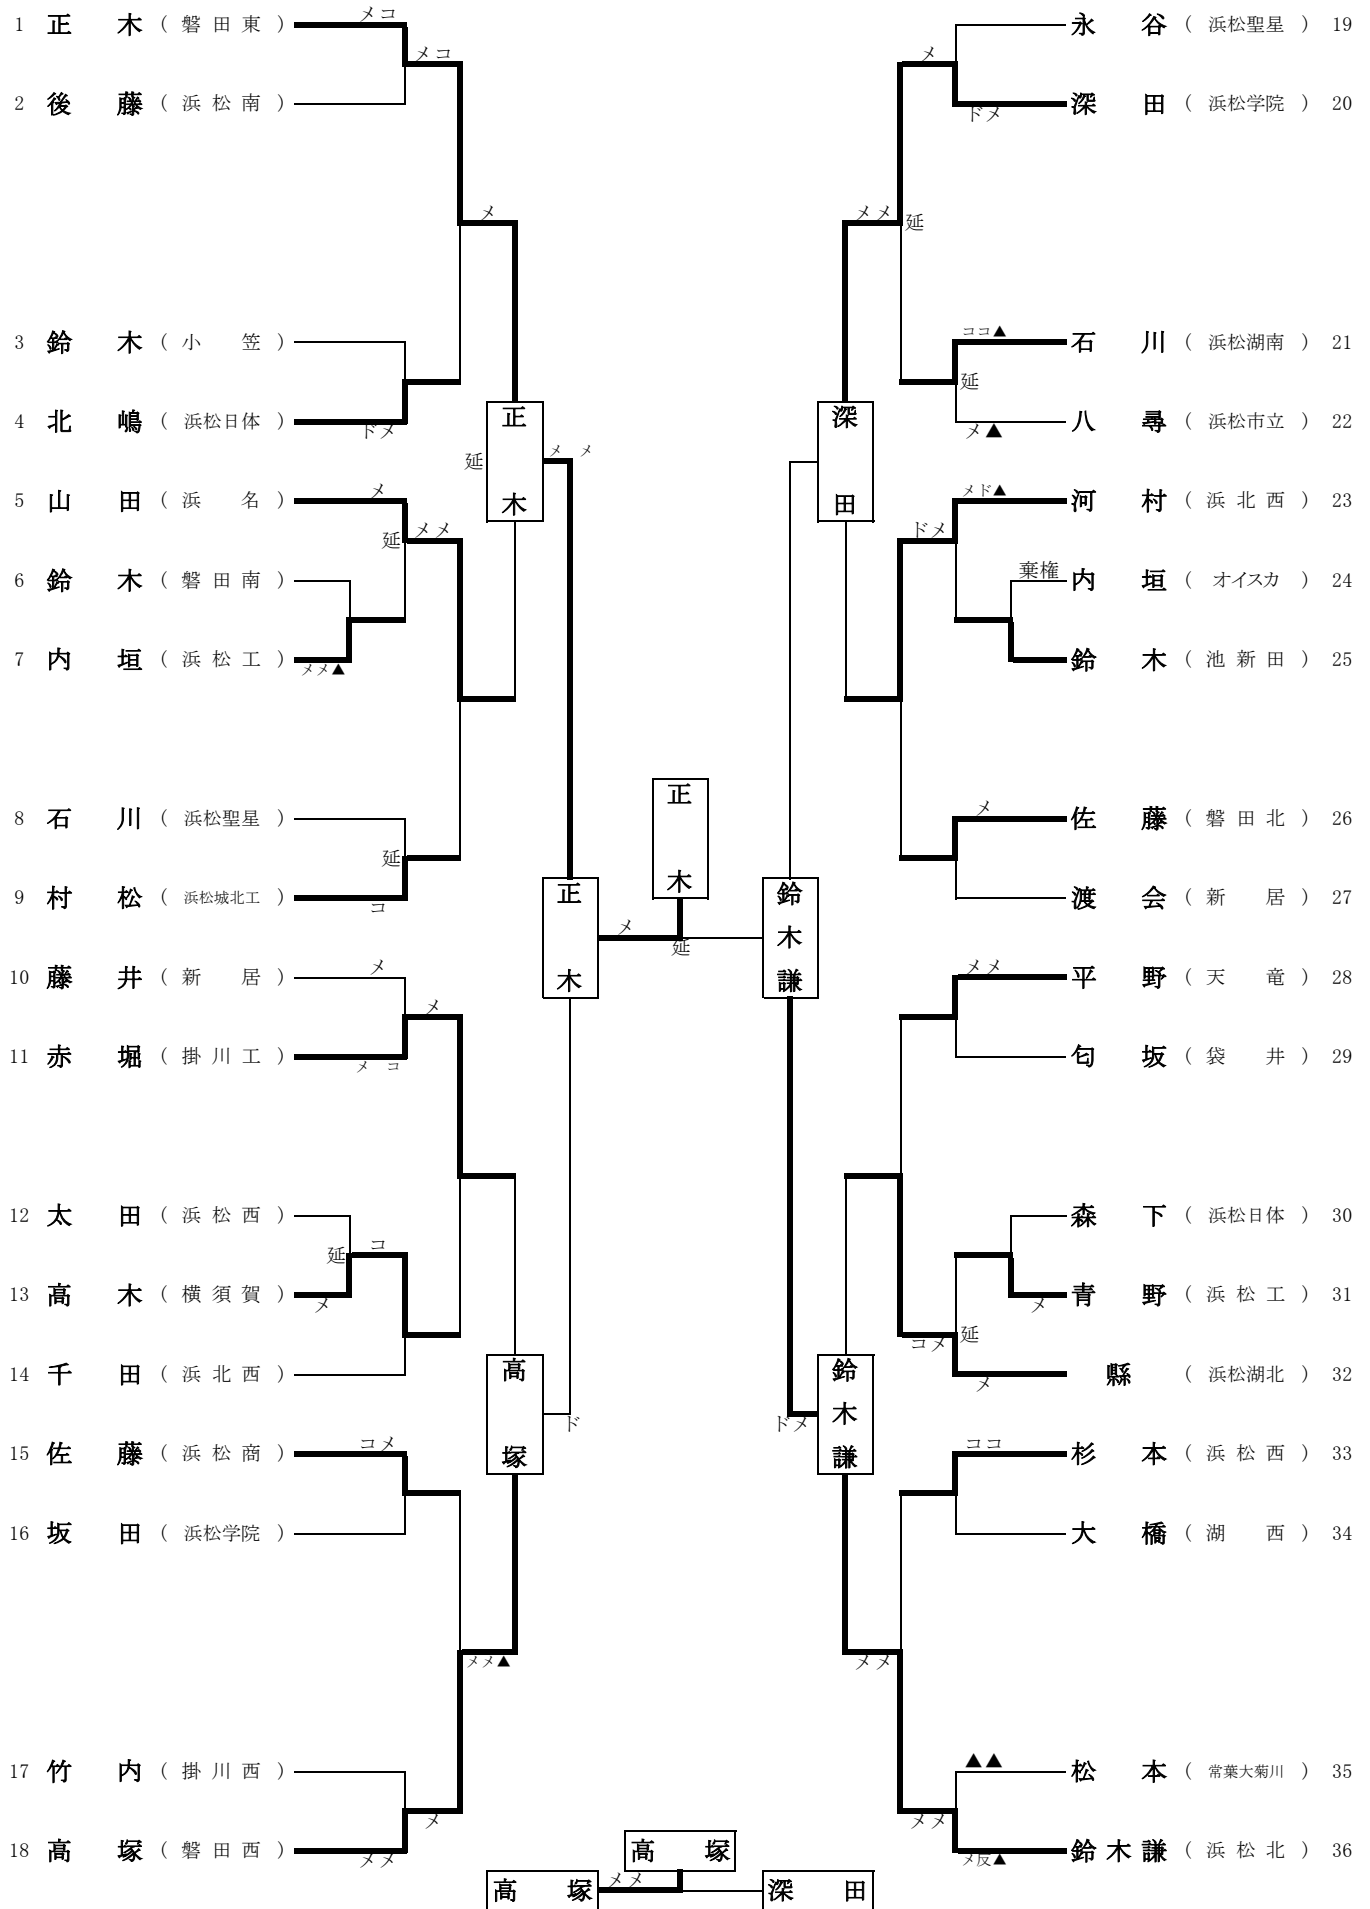 1 正木 (磐田東) メコ
メコ
2 後藤 (浜松南)
メ
3 鈴木 (小笠)
4 北嶋 (浜松日体) ドメ
正木
延 メメ
5 山田 (浜名) メ
延 メメ
6 鈴木 (磐田南)
7 内垣 (浜松工) メメ▲
8 石川 (浜松聖星)
延
9 村松 (浜松城北工) コ
正木
10 藤井 (新居) メ
メ
11 赤堀 (掛川工) メコ
12 太田 (浜松西)
延 コ
13 高木 (横須賀) メ
14 千田 (浜北西)
高塚
ド
15 佐藤 (浜松商) コメ
16 坂田 (浜松学院)
メメ▲
17 竹内 (掛川西)
メ
18 高塚 (磐田西) メメ
正木
メ 延
永谷 (浜松聖星) 19
メ
深田 (浜松学院) 20
ドメ
メメ 延
ココ▲
石川 (浜松湖南) 21
延
八尋 (浜松市立) 22
メ▲
深田
メド▲
河村 (浜北西) 23
ドメ
棄権
内垣 (オイスカ) 24
鈴木 (池新田) 25
メ
佐藤 (磐田北) 26
渡会 (新居) 27
鈴木謙
メメ
平野 (天竜) 28
匂坂 (袋井) 29
森下 (浜松日体) 30
青野 (浜松工) 31
メ
コメ 延
縣 (浜松湖北) 32
メ
鈴木謙
ドメ
ココ
杉本 (浜松西) 33
大橋 (湖西) 34
メメ
▲▲
松本 (常葉大菊川) 35
メメ
鈴木謙 (浜松北) 36
メ反▲
高塚
高塚 メメ 深田